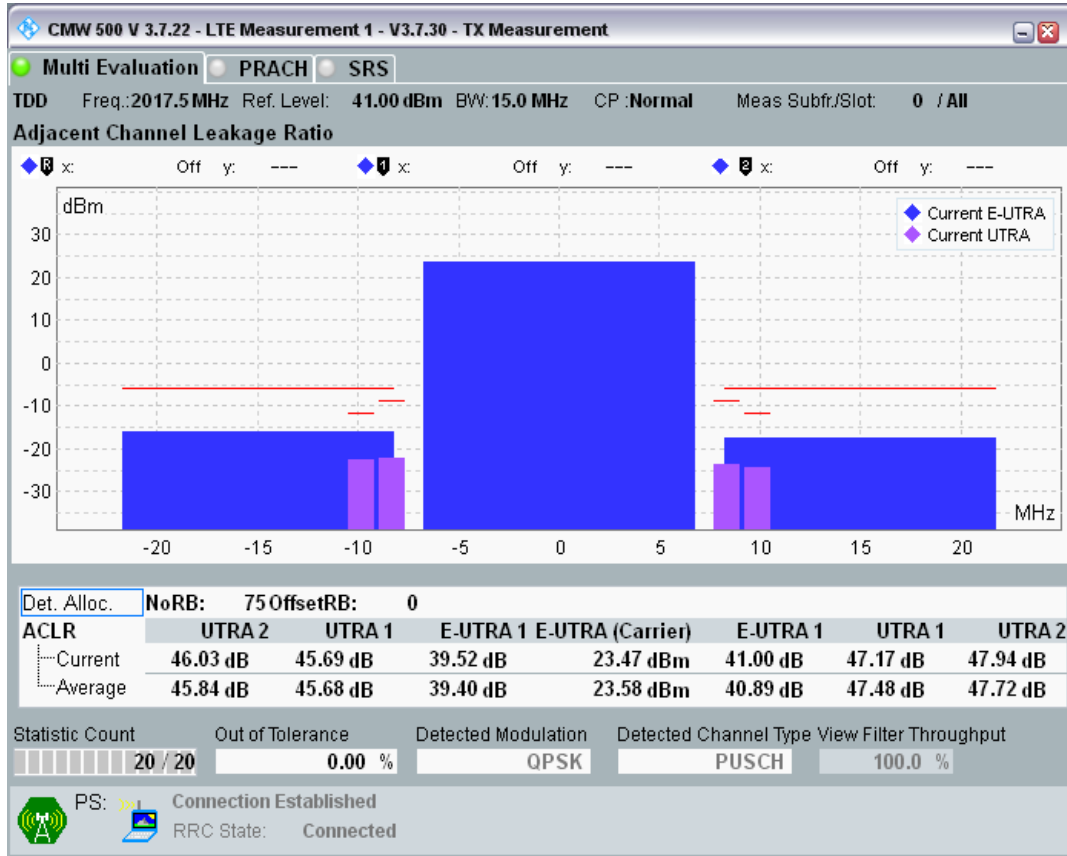 CMW 500 V 3.7.22 - LTE Measurement 1 - V3.7.30 - TX Measurement
Multi Evaluation PRACH SRS
TDD Freq.:2017.5 MHz Ref. Level: 41.00 dBm BW:15.0 MHz CP :Normal Meas Subfr./Slot: 0 / All
Adjacent Channel Leakage Ratio
R x: Off y: --- 1 x: Off y: --- 2 x: Off y: ---
dBm
Current E-UTRA
Current UTRA
30
20
10
0
-10
-20
-30
MHz
-20 -15 -10 -5 0 5 10 15 20
Det. Alloc. NoRB: 75 OffsetRB: 0
ACLR UTRA 2 UTRA 1 E-UTRA 1 E-UTRA (Carrier) E-UTRA 1 UTRA 1 UTRA 2
Current 46.03 dB 45.69 dB 39.52 dB 23.47 dBm 41.00 dB 47.17 dB 47.94 dB
Average 45.84 dB 45.68 dB 39.40 dB 23.58 dBm 40.89 dB 47.48 dB 47.72 dB
Statistic Count Out of Tolerance Detected Modulation Detected Channel Type View Filter Throughput
20 / 20 0.00 % QPSK PUSCH 100.0 %
PS: Connection Established
RRC State: Connected